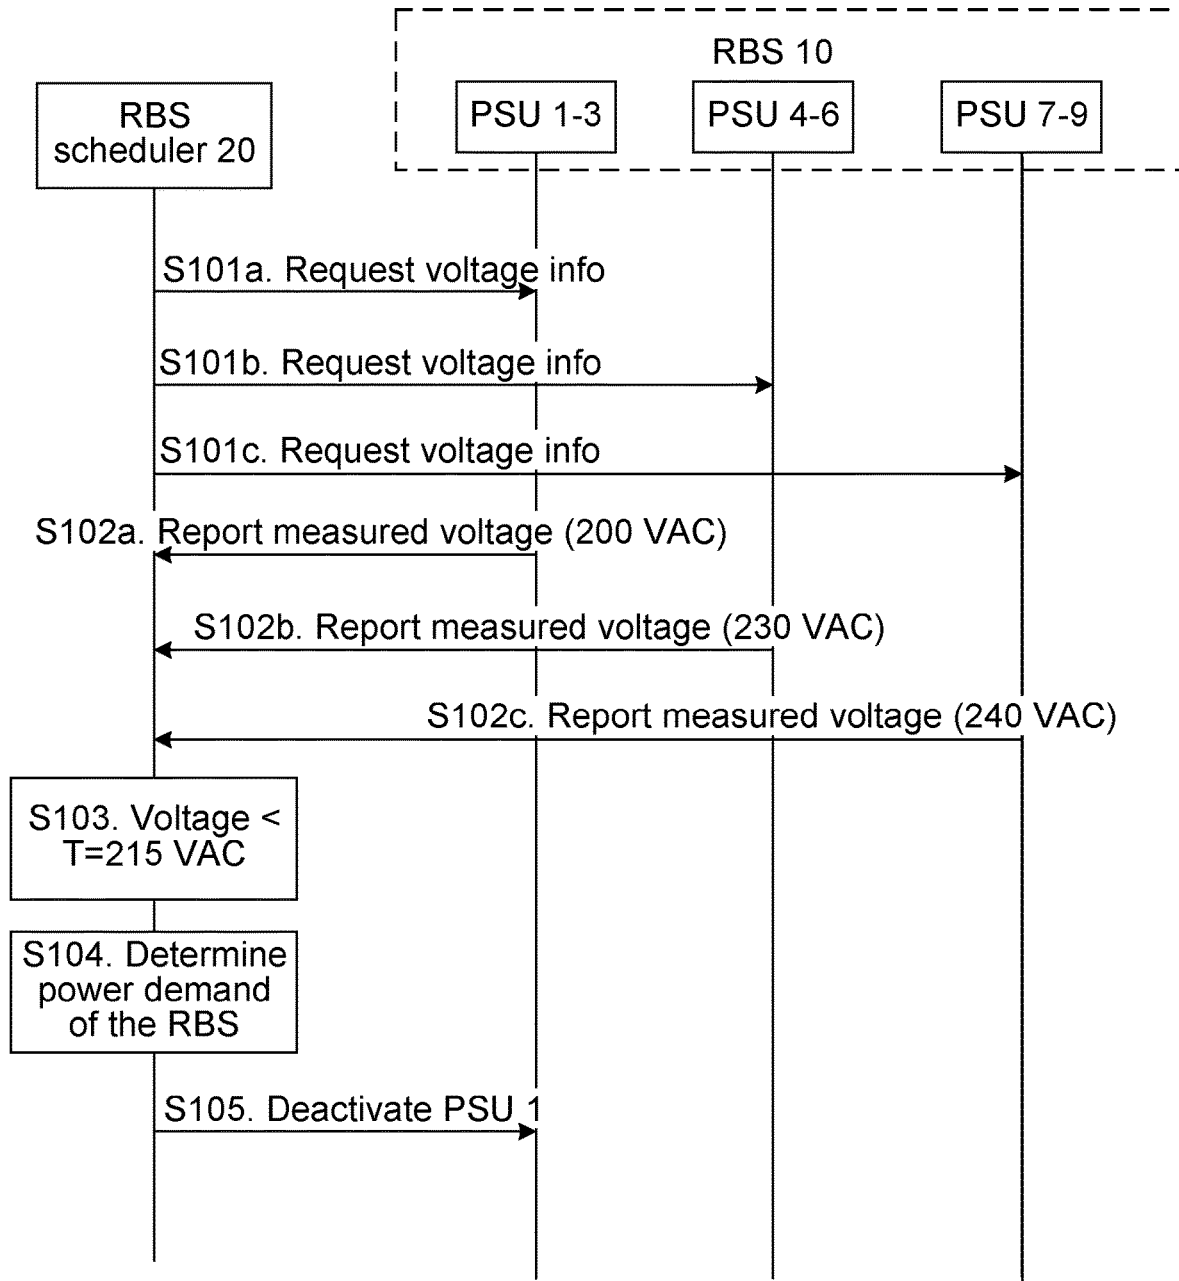 RBS 10
RBS
scheduler 20
PSU 1-3
PSU 4-6
PSU 7-9
S101a. Request voltage info
S101b. Request voltage info
S101c. Request voltage info
S102a. Report measured voltage (200 VAC)
S102b. Report measured voltage (230 VAC)
S102c. Report measured voltage (240 VAC)
S103. Voltage <
T=215 VAC
S104. Determine
power demand
of the RBS
S105. Deactivate PSU 1